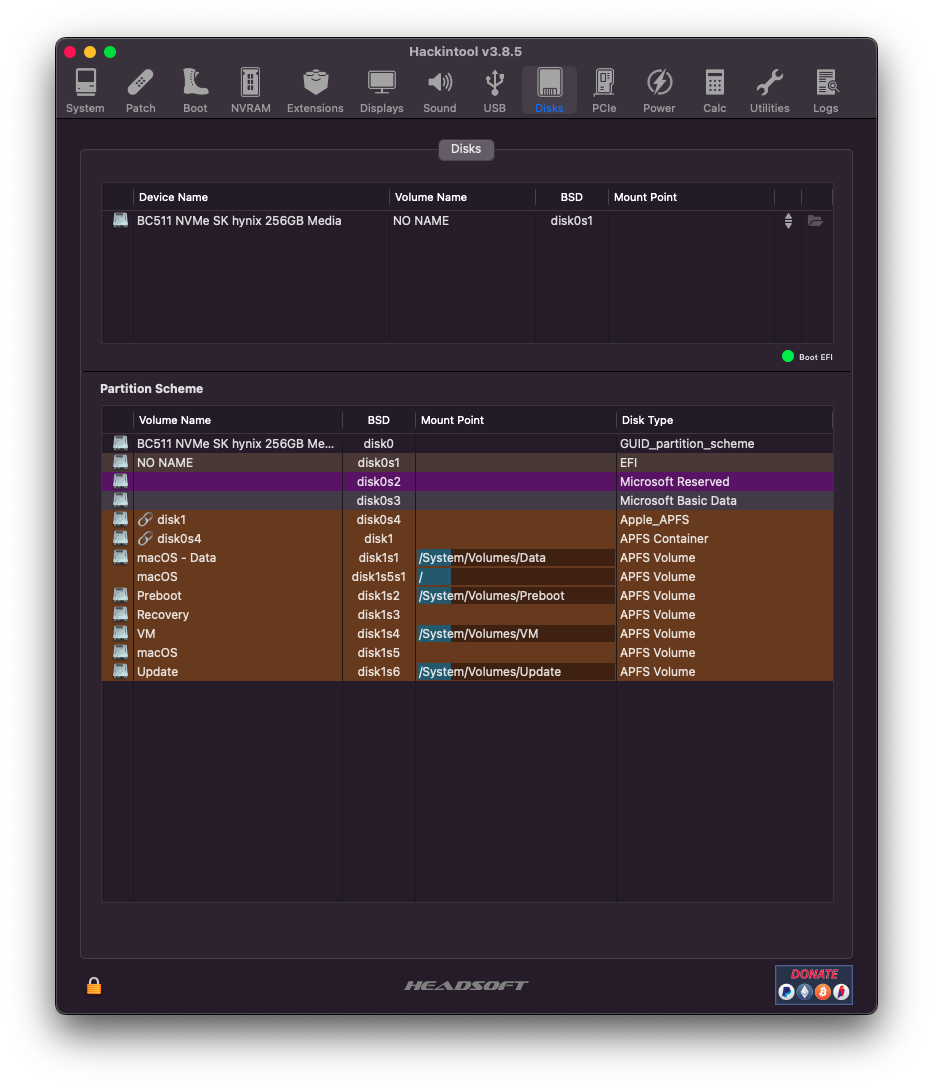 Hackintool v3.8.5
System Patch Boot NVRAM Extensions Displays Sound USB Disks PCIe Power Calc Utilities Logs
Disks
Device Name Volume Name BSD Mount Point
BC511 NVMe SK hynix 256GB Media NO NAME disk0s1
Boot EFI
Partition Scheme
Volume Name BSD Mount Point Disk Type
BC511 NVMe SK hynix 256GB Me... disk0 GUID_partition_scheme
NO NAME disk0s1 EFI
disk0s2 Microsoft Reserved
disk0s3 Microsoft Basic Data
disk1 disk0s4 Apple_APFS
disk0s4 disk1 APFS Container
macOS - Data disk1s1 /System/Volumes/Data APFS Volume
macOS disk1s5s1 / APFS Volume
Preboot disk1s2 /System/Volumes/Preboot APFS Volume
Recovery disk1s3 APFS Volume
VM disk1s4 /System/Volumes/VM APFS Volume
macOS disk1s5 APFS Volume
Update disk1s6 /System/Volumes/Update APFS Volume
HEADSOFT
DONATE